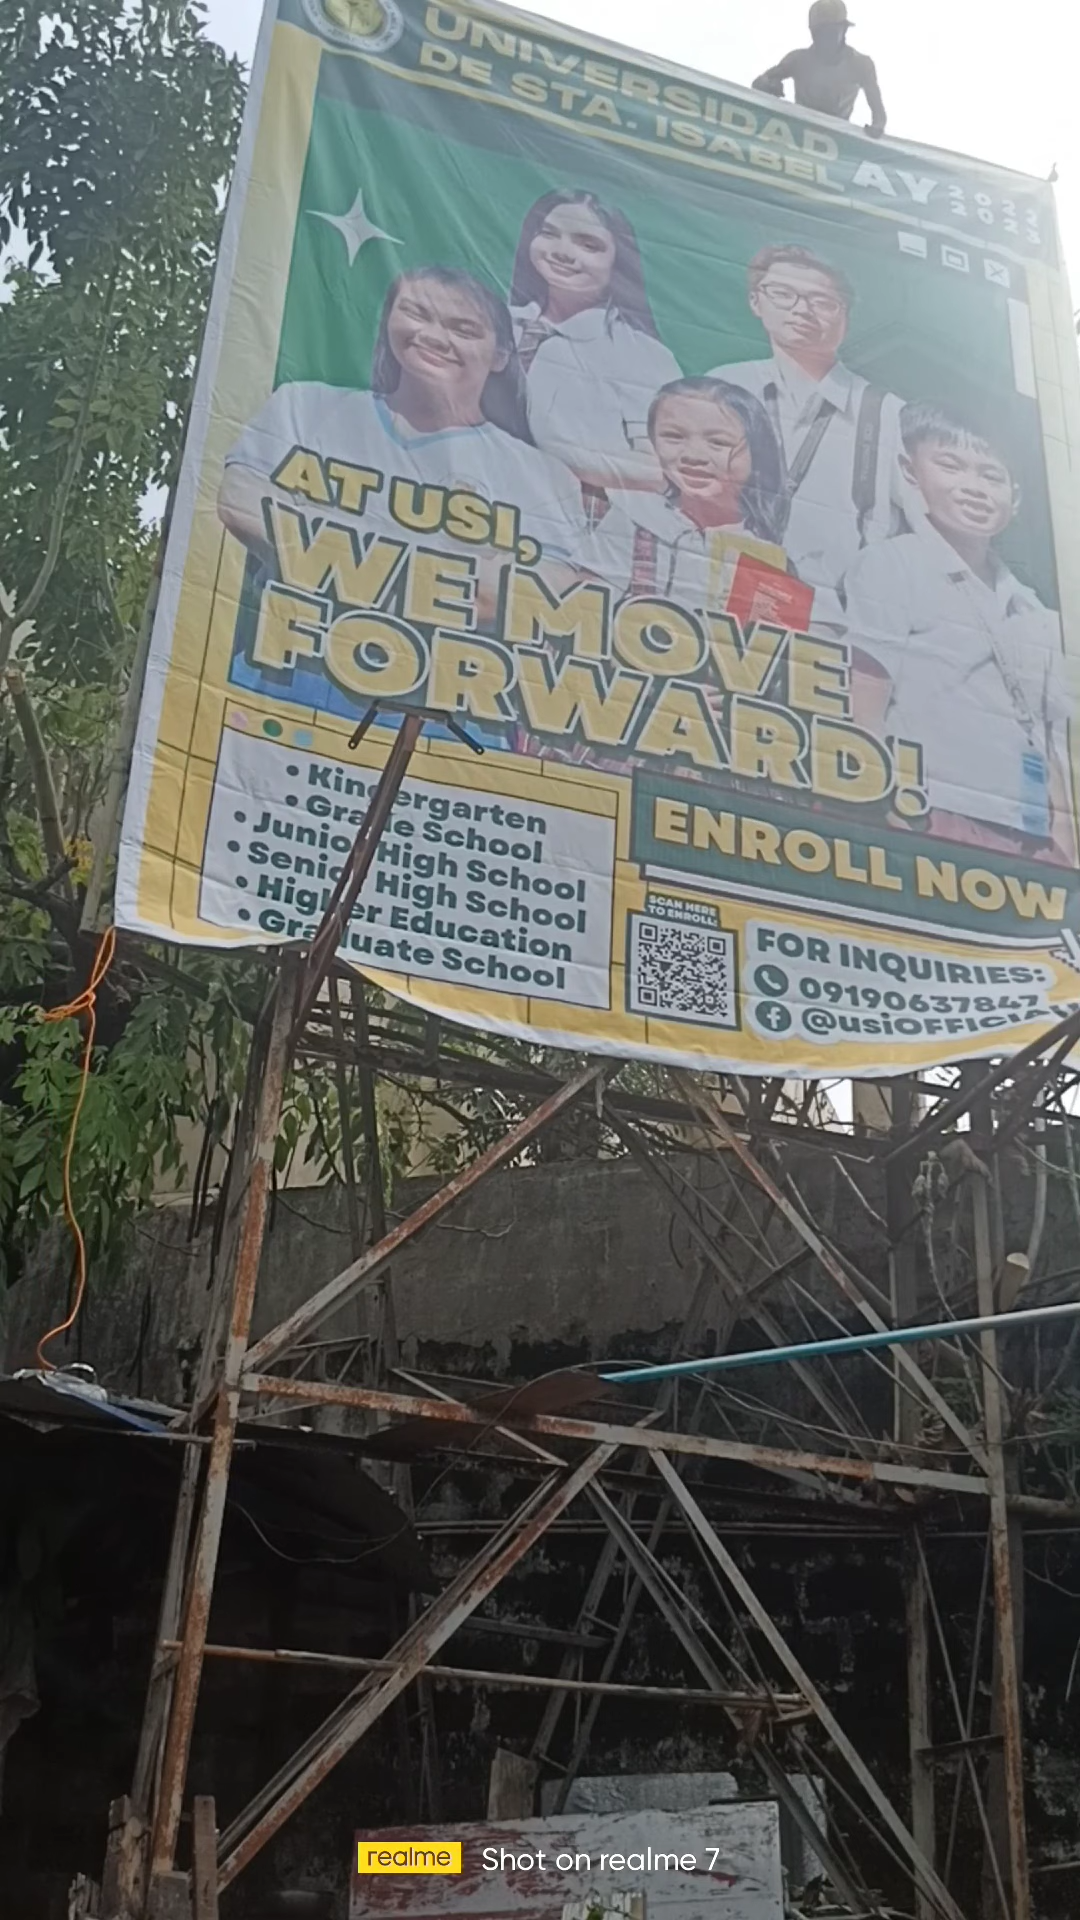 UNIVERSIDAD
DE STA. ISABEL
AY 2022
2023
AT USI,
WE MOVE
FORWARD!
• Kindergarten
• Grade School
• Junior High School
• Senior High School
• Higher Education
• Graduate School
ENROLL NOW
SCAN HERE
TO ENROLL:
FOR INQUIRIES:
09190637847
@usiOFFICIAL
realme Shot on realme 7